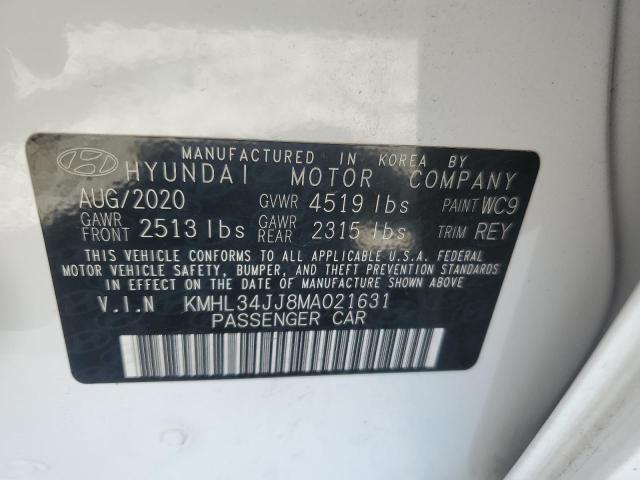 MANUFACTURED IN KOREA BY
HYUNDAI MOTOR COMPANY
AUG/2020 GVWR 4519 lbs PAINT WC9
GAWR FRONT 2513 lbs GAWR REAR 2315 lbs TRIM REY
THIS VEHICLE CONFORMS TO ALL APPLICABLE U.S.A. FEDERAL
MOTOR VEHICLE SAFETY, BUMPER, AND THEFT PREVENTION STANDARDS
IN EFFECT ON THE DATE OF MANUFACTURE SHOWN ABOVE.
V.I.N KMHL34JJ8MA021631
PASSENGER CAR